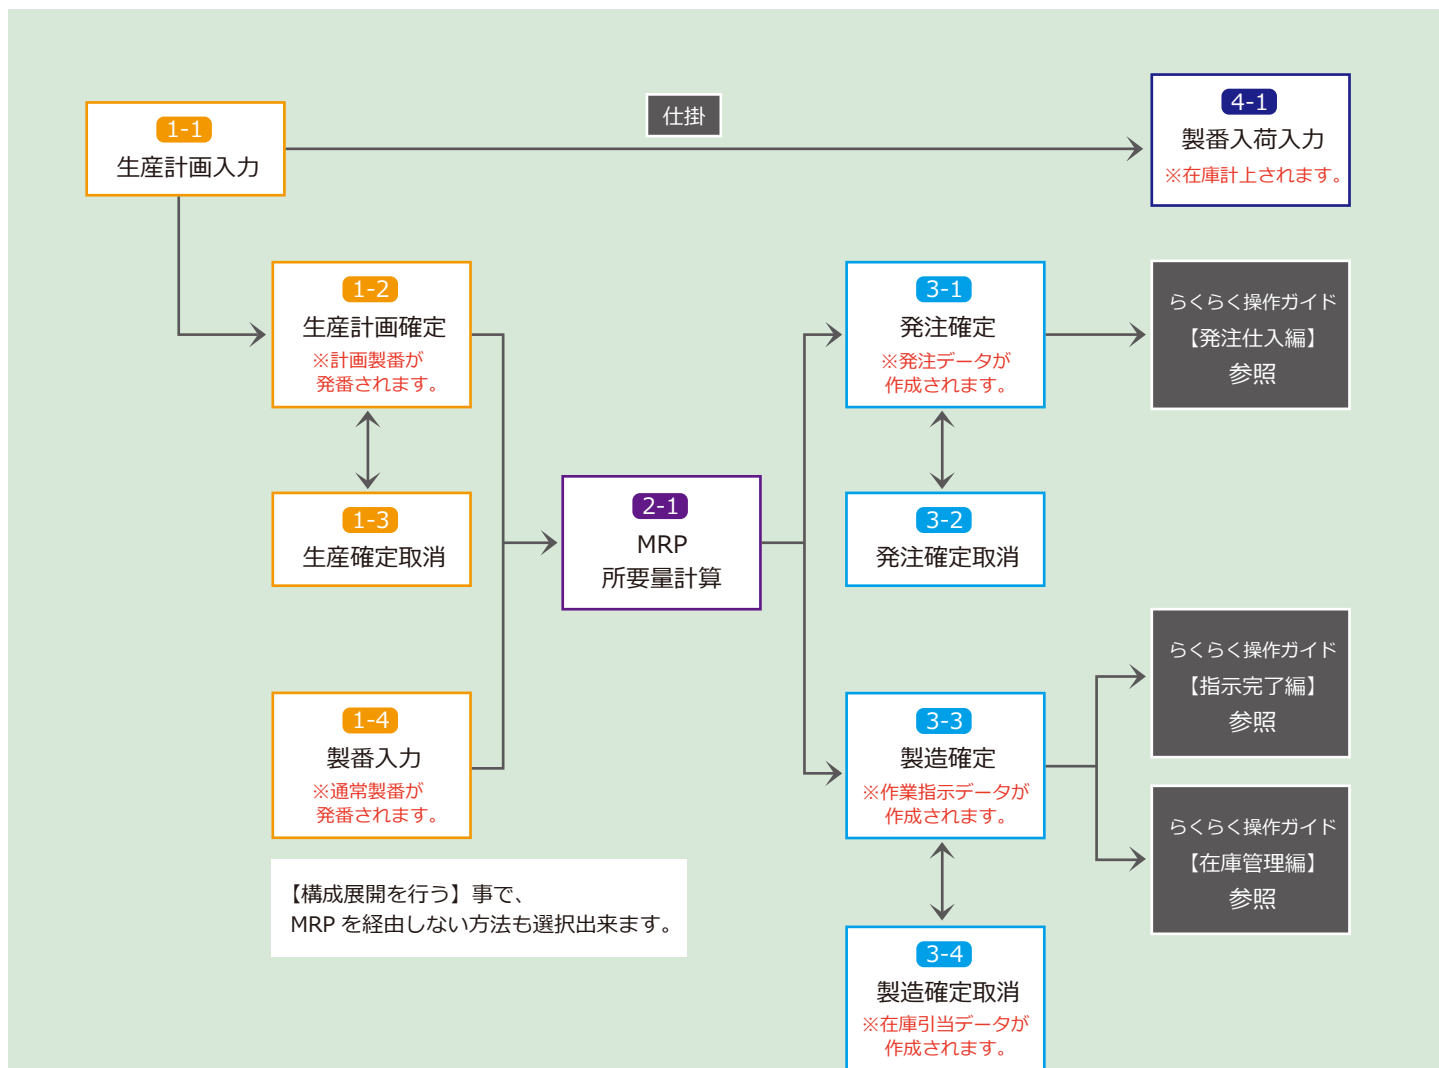 1-1
生産計画入力
仕掛
4-1
製番入荷入力
※在庫計上されます。
1-2
生産計画確定
※計画製番が
発番されます。
3-1
発注確定
※発注データが
作成されます。
らくらく操作ガイド
【発注仕入編】
参照
1-3
生産確定取消
2-1
MRP
所要量計算
3-2
発注確定取消
1-4
製番入力
※通常製番が
発番されます。
3-3
製造確定
※作業指示データが
作成されます。
らくらく操作ガイド
【指示完了編】
参照
らくらく操作ガイド
【在庫管理編】
参照
【構成展開を行う】事で、
MRP を経由しない方法も選択出来ます。
3-4
製造確定取消
※在庫引当データが
作成されます。